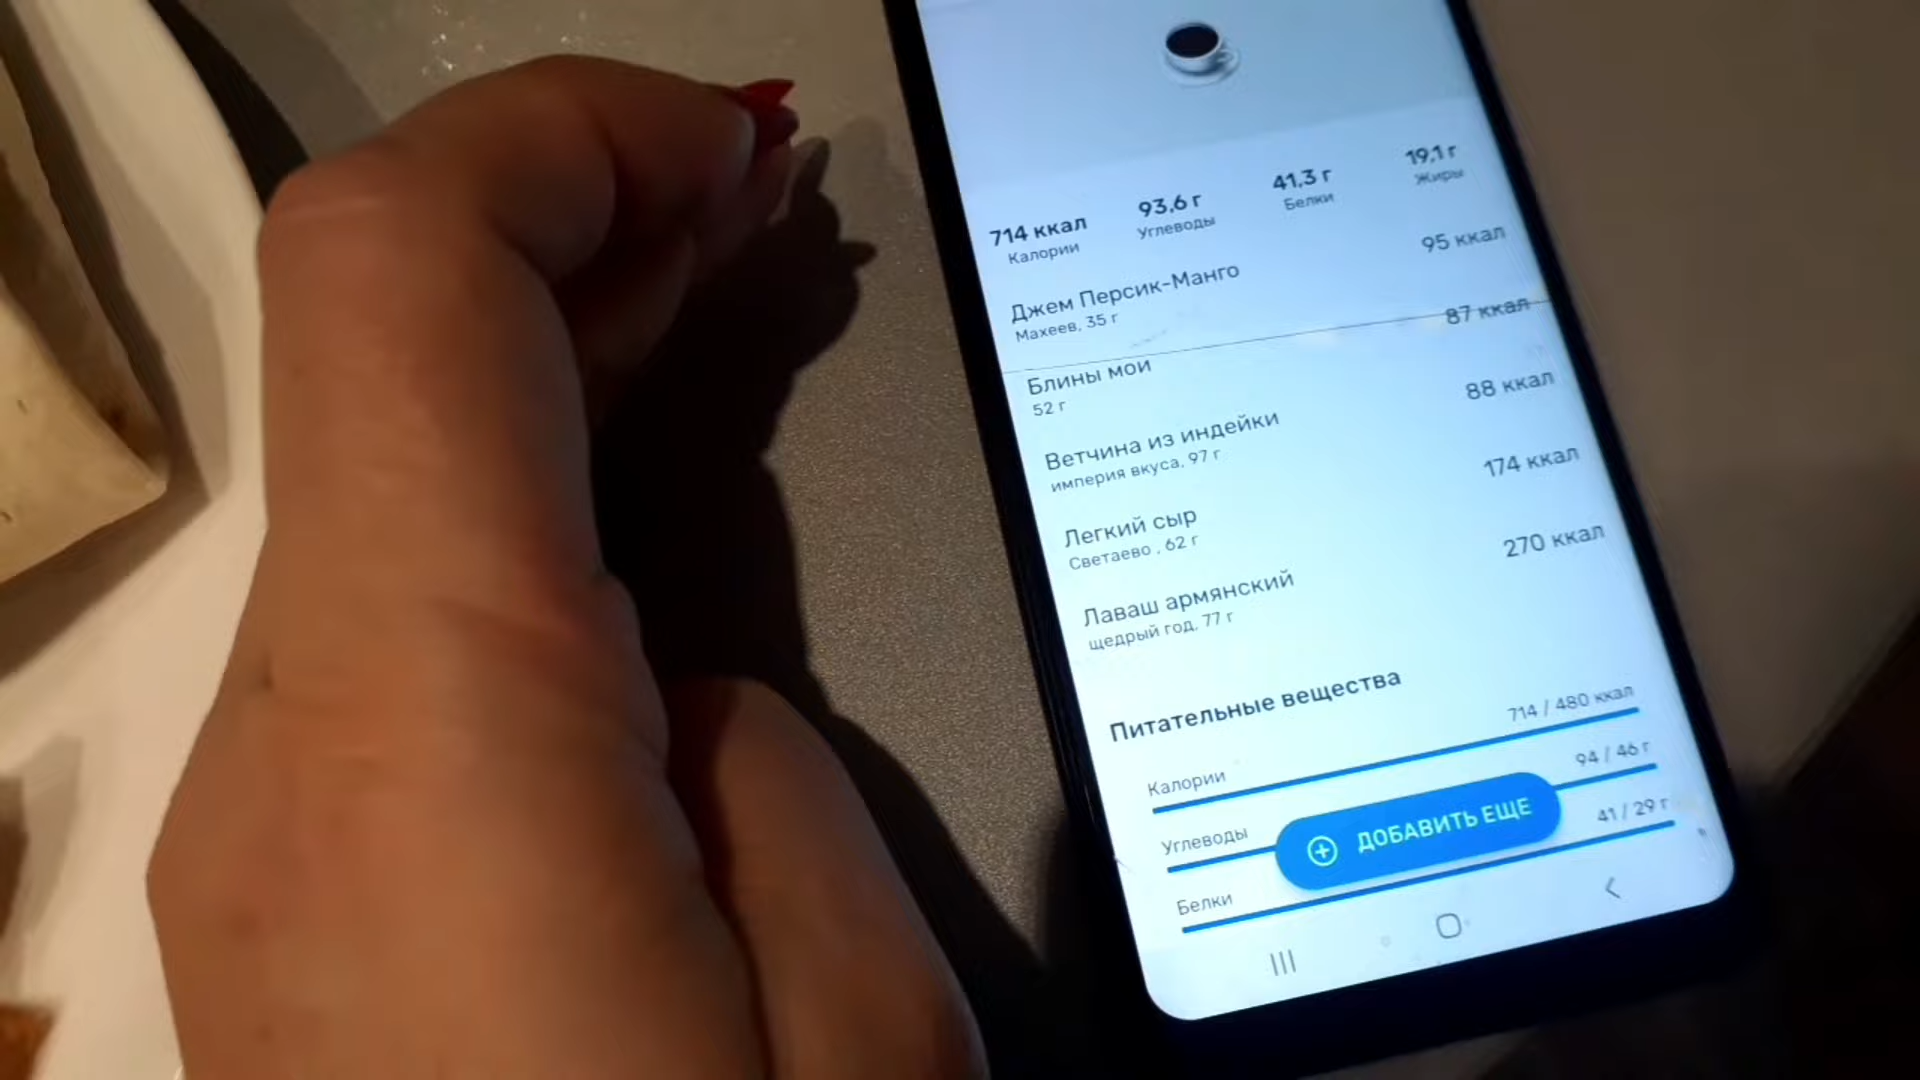 714 ккал 93,6 г 41,3 г 19,1 г
Калории Углеводы Белки Жиры
Джем Персик-Манго 95 ккал
Махеев, 35 г
Блины мои 87 ккал
52 г
Ветчина из индейки 88 ккал
империя вкуса, 97 г
Легкий сыр 174 ккал
Светаево , 62 г
Лаваш армянский 270 ккал
щедрый год, 77 г
Питательные вещества
Калории 714 / 480 ккал
Углеводы 94 / 46 г
ДОБАВИТЬ ЕЩЕ
Белки 41 / 29 г